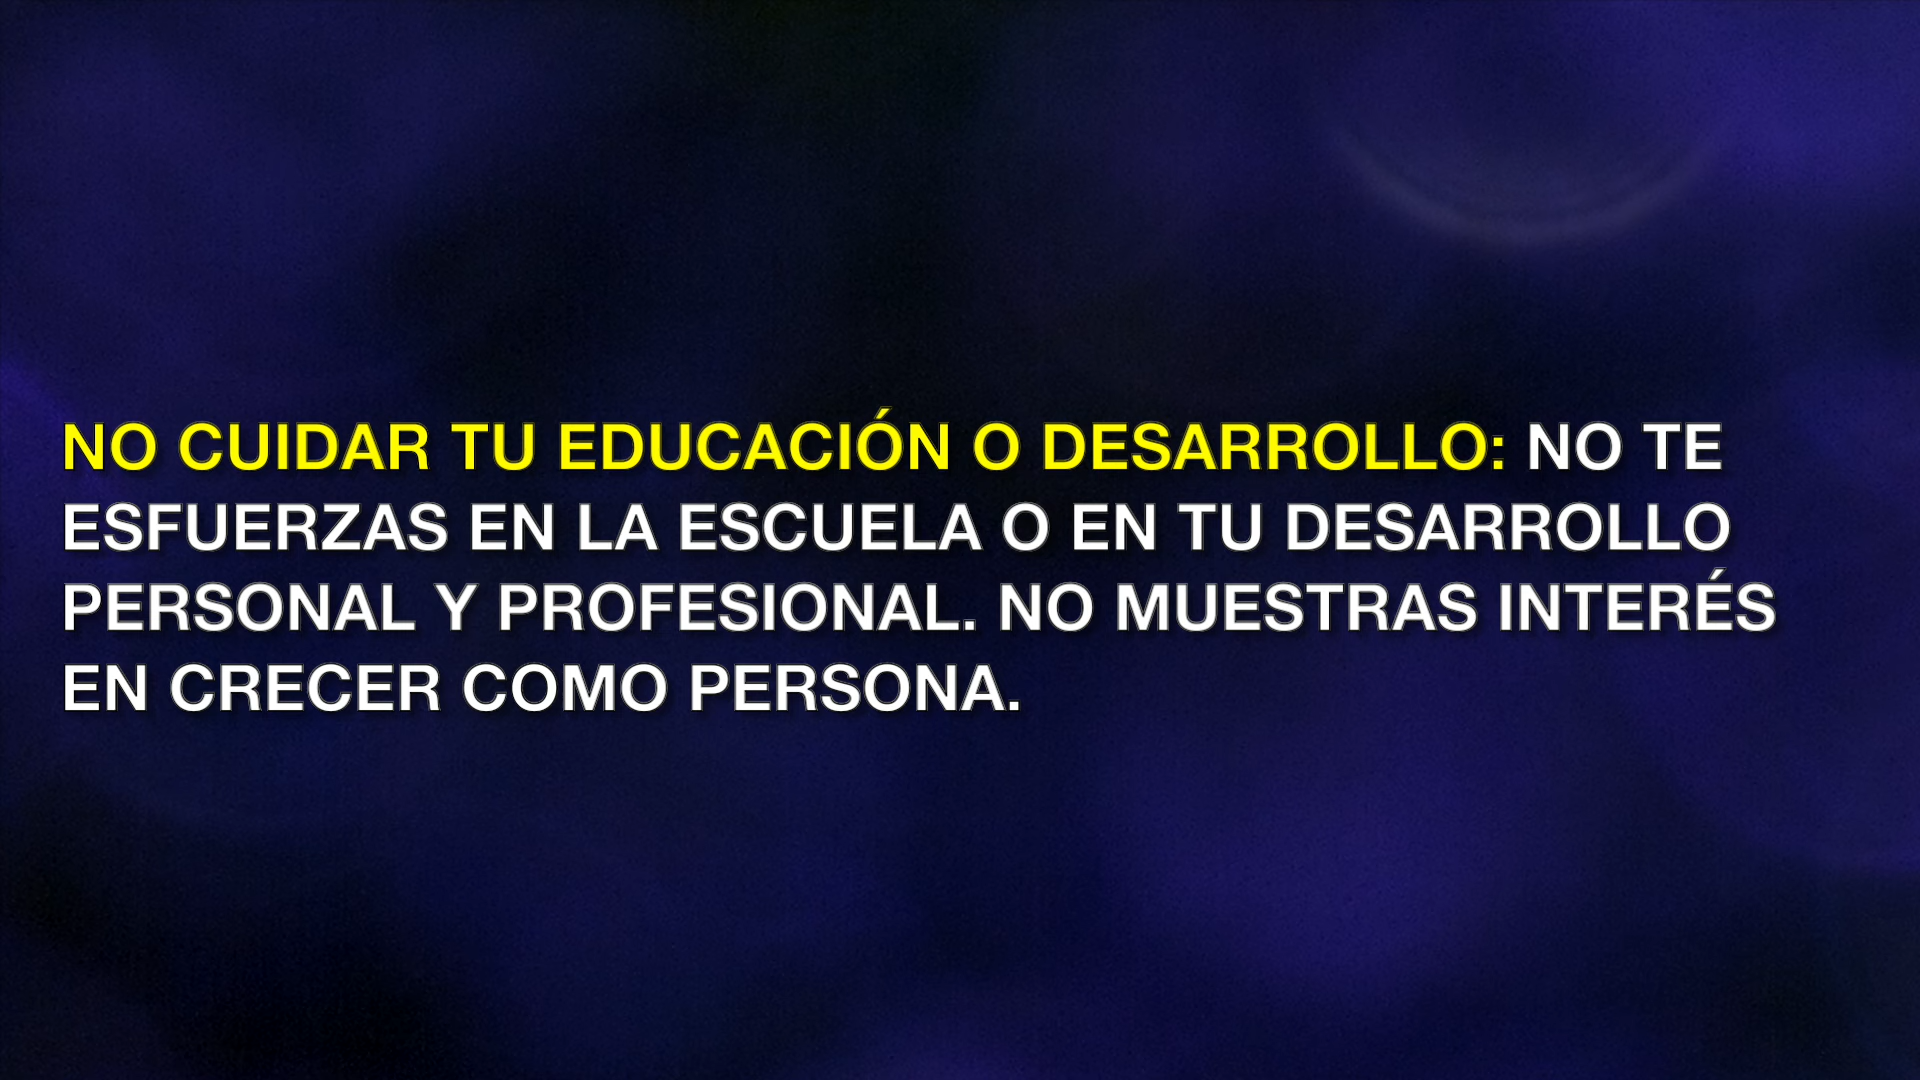 NO CUIDAR TU EDUCACIÓN O DESARROLLO: NO TE
ESFUERZAS EN LA ESCUELA O EN TU DESARROLLO
PERSONAL Y PROFESIONAL. NO MUESTRAS INTERÉS
EN CRECER COMO PERSONA.